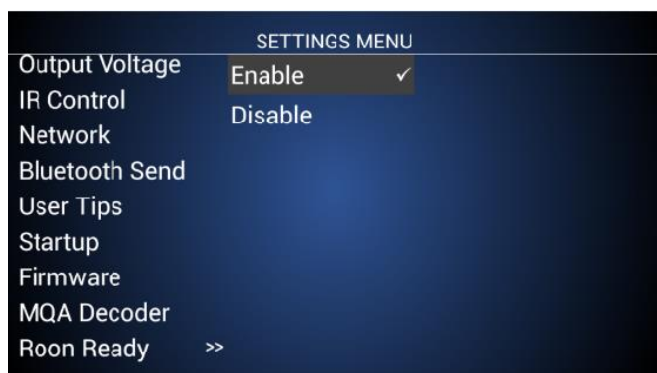 SETTINGS MENU
Output Voltage
IR Control
Network
Bluetooth Send
User Tips
Startup
Firmware
MQA Decoder
Roon Ready >>
Enable ✓
Disable